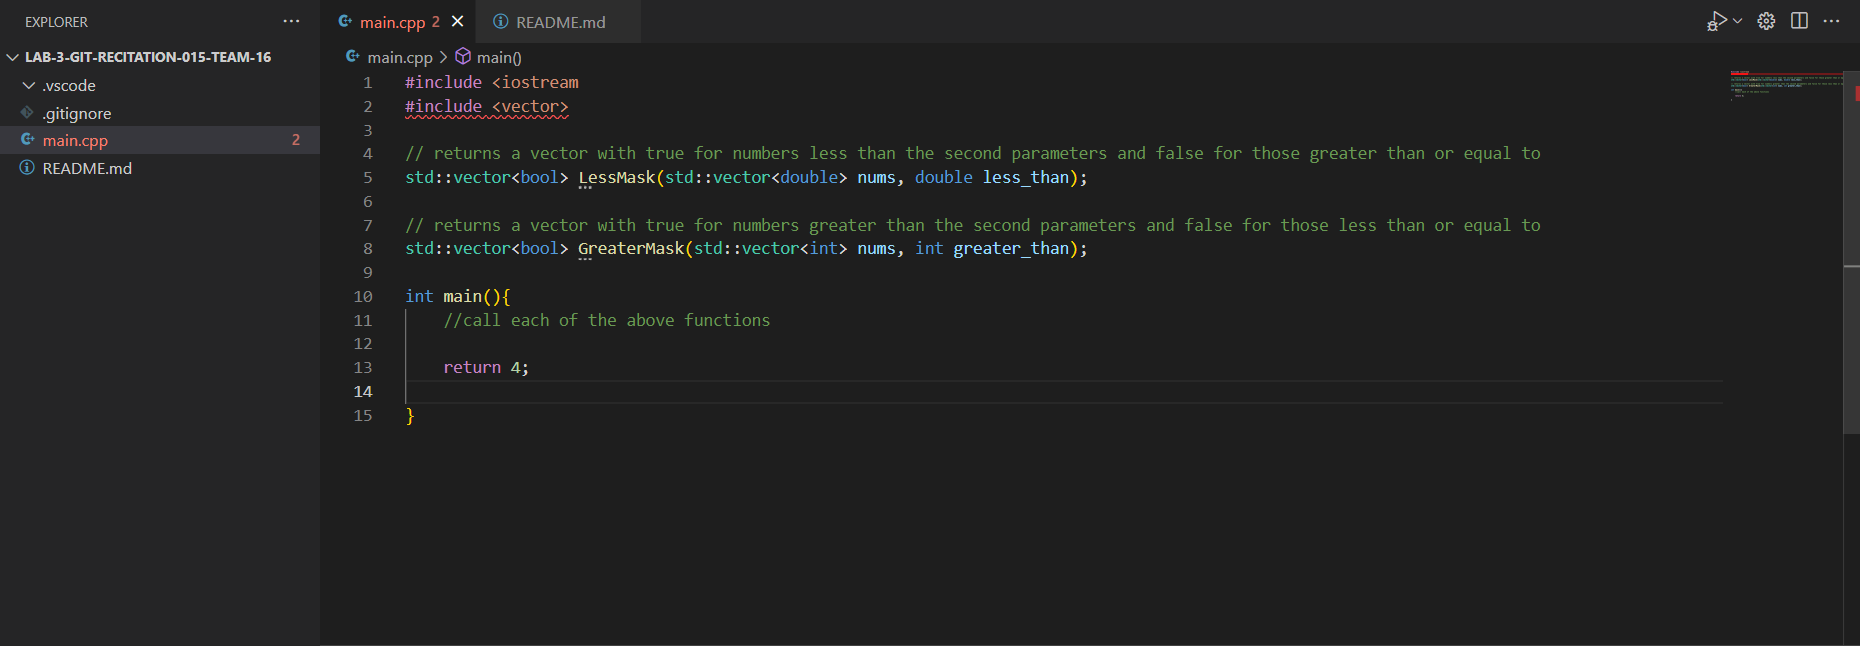 EXPLORER ...
LAB-3-GIT-RECITATION-015-TEAM-16
.vscode
.gitignore
main.cpp 2
README.md
main.cpp 2 README.md
main.cpp > main()
1 #include <iostream
2 #include <vector>
3
4 // returns a vector with true for numbers less than the second parameters and false for those greater than or equal to
5 std::vector<bool> LessMask(std::vector<double> nums, double less_than);
6
7 // returns a vector with true for numbers greater than the second parameters and false for those less than or equal to
8 std::vector<bool> GreaterMask(std::vector<int> nums, int greater_than);
9
10 int main(){
11 //call each of the above functions
12
13 return 4;
14
15 }